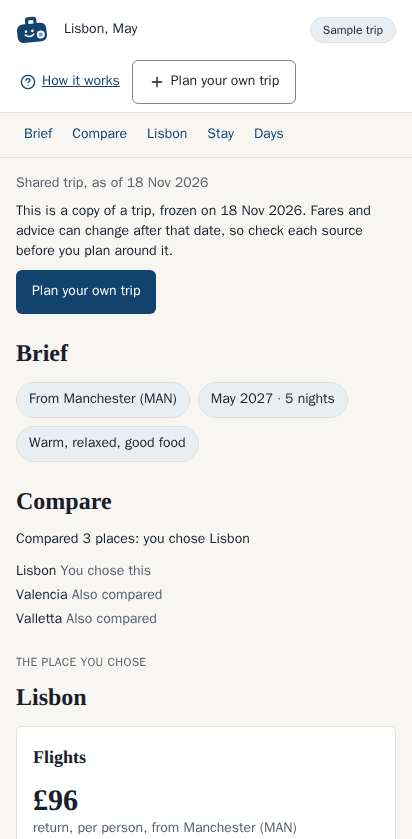 Lisbon, May
Sample trip
How it works
Plan your own trip
Brief
Compare
Lisbon
Stay
Days
Shared trip, as of 18 Nov 2026
This is a copy of a trip, frozen on 18 Nov 2026. Fares and
advice can change after that date, so check each source
before you plan around it.
Plan your own trip
Brief
From Manchester (MAN)
May 2027 · 5 nights
Warm, relaxed, good food
Compare
Compared 3 places: you chose Lisbon
Lisbon You chose this
Valencia Also compared
Valletta Also compared
THE PLACE YOU CHOSE
Lisbon
Flights
£96
return, per person, from Manchester (MAN)